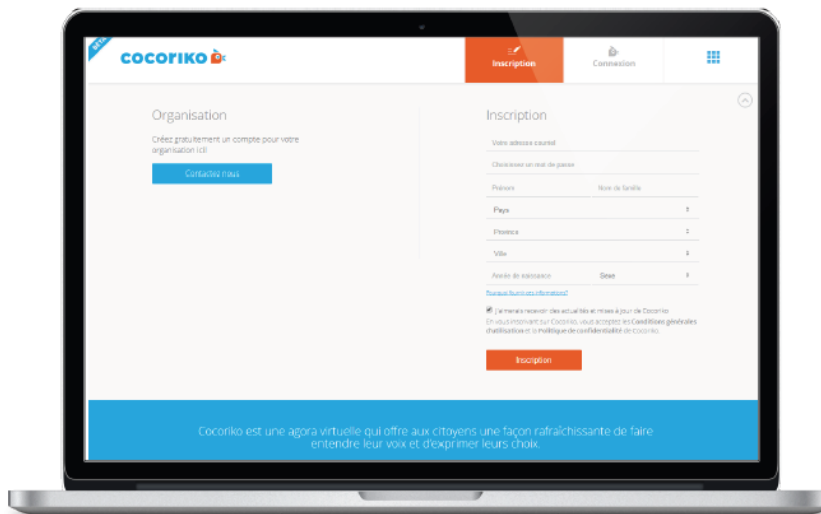 BÊTA
COCORIKO
Inscription
Connexion
Organisation
Créez gratuitement un compte pour votre
organisation ici!
Contactez nous
Inscription
Votre adresse courriel
Choisissez un mot de passe
Prénom
Nom de famille
Pays
Province
Ville
Année de naissance
Sexe
Pourquoi fournir ces informations?
J'aimerais recevoir des actualités et mises à jour de Cocoriko
En vous inscrivant sur Cocoriko, vous acceptez les Conditions générales
d'utilisation et la Politique de confidentialité de Cocoriko.
Inscription
Cocoriko est une agora virtuelle qui offre aux citoyens une façon rafraîchissante de faire
entendre leur voix et d'exprimer leurs choix.